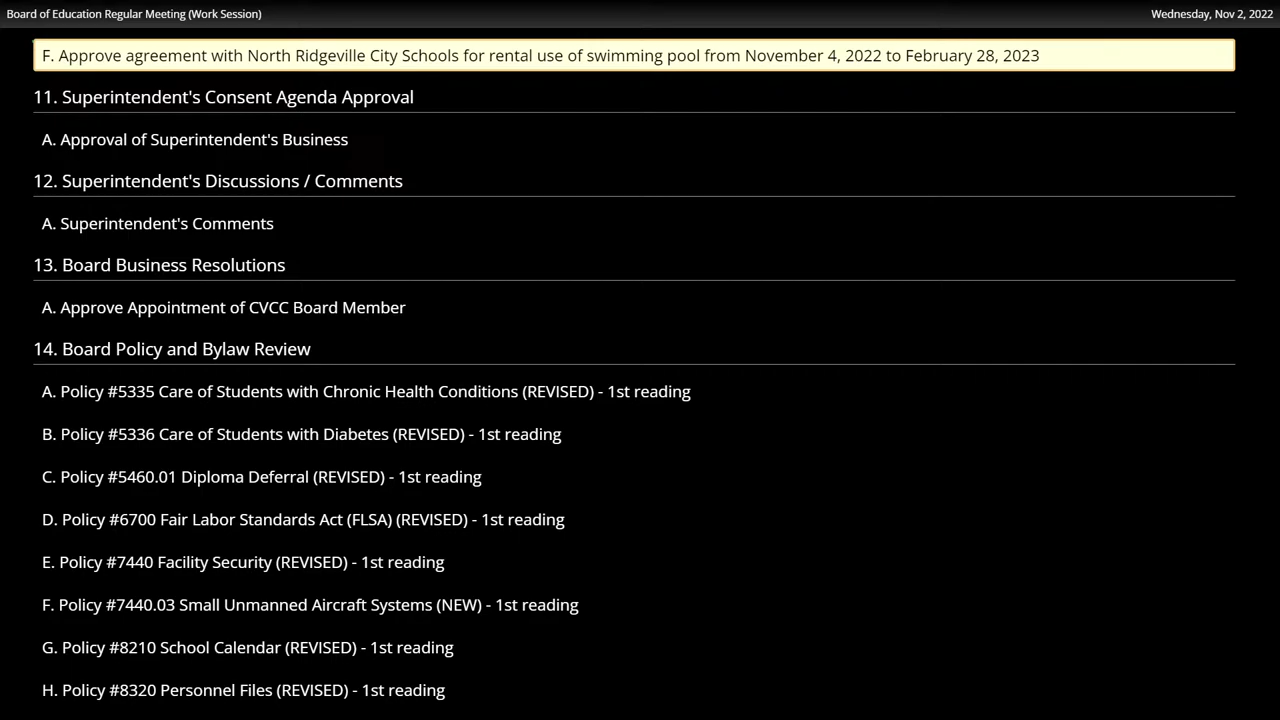 Board of Education Regular Meeting (Work Session)
Wednesday, Nov 2, 2022
F. Approve agreement with North Ridgeville City Schools for rental use of swimming pool from November 4, 2022 to February 28, 2023
11. Superintendent's Consent Agenda Approval
A. Approval of Superintendent's Business
12. Superintendent's Discussions / Comments
A. Superintendent's Comments
13. Board Business Resolutions
A. Approve Appointment of CVCC Board Member
14. Board Policy and Bylaw Review
A. Policy #5335 Care of Students with Chronic Health Conditions (REVISED) - 1st reading
B. Policy #5336 Care of Students with Diabetes (REVISED) - 1st reading
C. Policy #5460.01 Diploma Deferral (REVISED) - 1st reading
D. Policy #6700 Fair Labor Standards Act (FLSA) (REVISED) - 1st reading
E. Policy #7440 Facility Security (REVISED) - 1st reading
F. Policy #7440.03 Small Unmanned Aircraft Systems (NEW) - 1st reading
G. Policy #8210 School Calendar (REVISED) - 1st reading
H. Policy #8320 Personnel Files (REVISED) - 1st reading